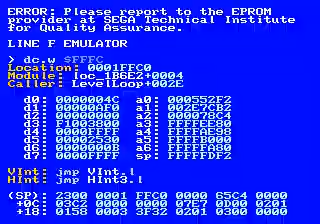 ERROR: Please report to the EPROM
provider at SEGA Technical Institute
for Quality Assurance.
LINE F EMULATOR
> dc.w $FFFC
Location: 0001FFC0
Module: loc_1B6E2+0004
Caller: LevelLoop+002E
d0: 0000004C a0: 000552F2
d1: 00000AF0 a1: 002E7CB2
d2: 00000000 a2: 000078C4
d3: F1003800 a3: FFFFEE80
d4: 0000FFFF a4: FFFFAE98
d5: 00002530 a5: FFFFB000
d6: 0000000B a6: FFFFB000
d7: 0000FFFF sp: FFFFFDF2
VInt: jmp VInt.l
HInt: jmp HInt3.l
(SP): 2300 0001 FFC0 0000 65C4 0000
+0C: 03C2 0000 0000 07E7 0D00 0201
+18: 0158 0003 3F32 0201 0300 0000